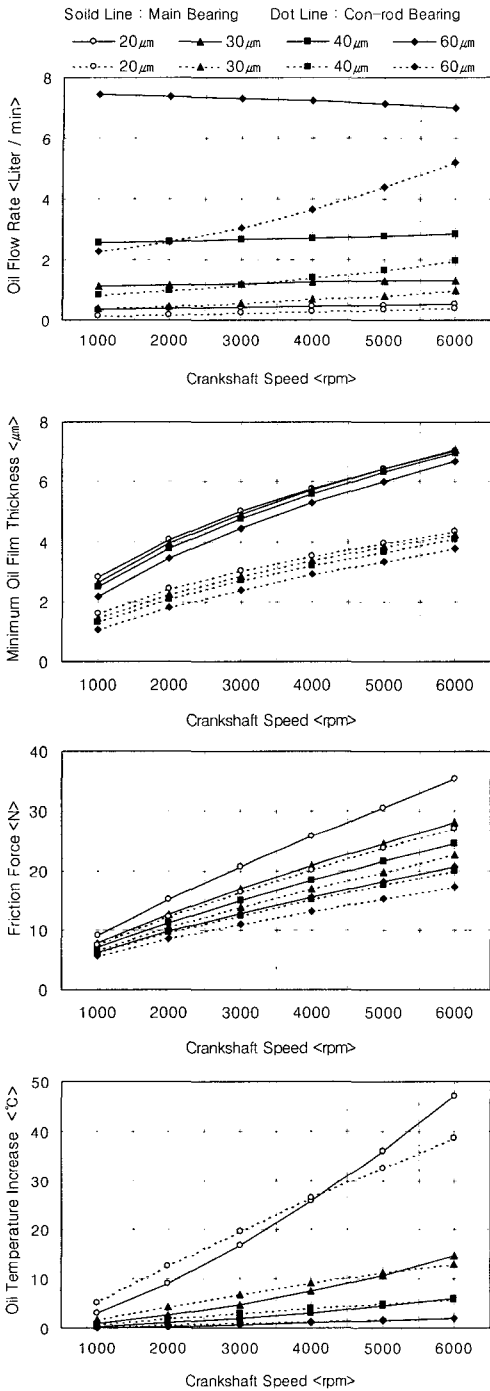 Soild Line : Main Bearing Dot Line : Con-rod Bearing
20μm 30μm 40μm 60μm
20μm 30μm 40μm 60μm
Oil Flow Rate <Liter / min>
8
6
4
2
0
1000 2000 3000 4000 5000 6000
Crankshaft Speed <rpm>
Minimum Oil Film Thickness <μm>
8
6
4
2
0
1000 2000 3000 4000 5000 6000
Crankshaft Speed <rpm>
Friction Force <N>
40
30
20
10
0
1000 2000 3000 4000 5000 6000
Crankshaft Speed <rpm>
Oil Temperature Increase <℃>
50
40
30
20
10
0
1000 2000 3000 4000 5000 6000
Crankshaft Speed <rpm>